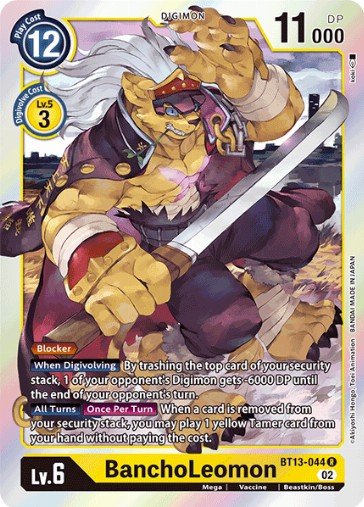 Play Cost
12
DIGIMON
11000
DP
Digivolve Cost
Lv.5
3
koki
Blocker
When Digivolving By trashing the top card of your security
stack, 1 of your opponent's Digimon gets -6000 DP until
the end of your opponent's turn.
All Turns Once Per Turn When a card is removed from
your security stack, you may play 1 yellow Tamer card from
your hand without paying the cost.
©Akiyoshi Hongo, Toei Animation BANDAI MADE IN JAPAN
BT13-044 R
Lv.6
BanchoLeomon
02
Mega | Vaccine | Beastkin/Boss